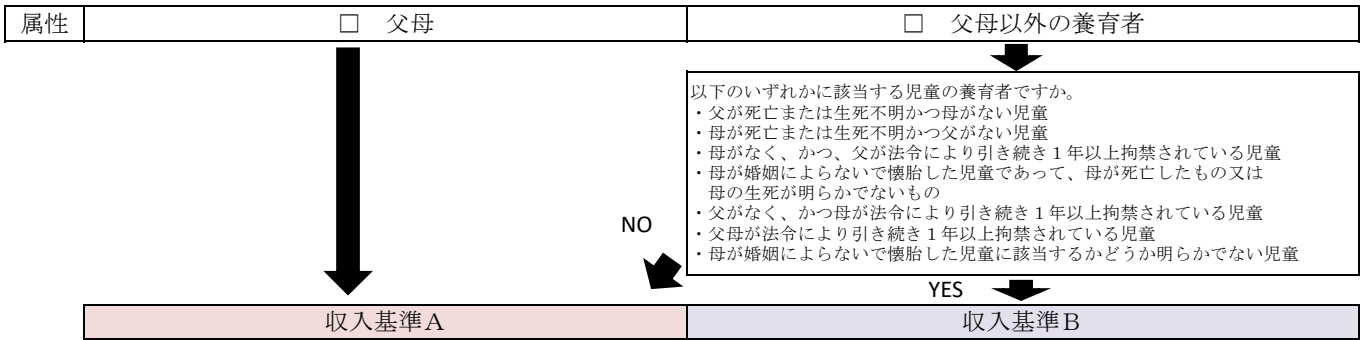 属性 □ 父母 □ 父母以外の養育者
以下のいずれかに該当する児童の養育者ですか。
・父が死亡または生死不明かつ母がない児童
・母が死亡または生死不明かつ父がない児童
・母がなく、かつ、父が法令により引き続き１年以上拘禁されている児童
・母が婚姻によらないで懐胎した児童であって、母が死亡したもの又は
母の生死が明らかでないもの
・父がなく、かつ母が法令により引き続き１年以上拘禁されている児童
・父母が法令により引き続き１年以上拘禁されている児童
・母が婚姻によらないで懐胎した児童に該当するかどうか明らかでない児童
NO
YES
収入基準Ａ 収入基準Ｂ